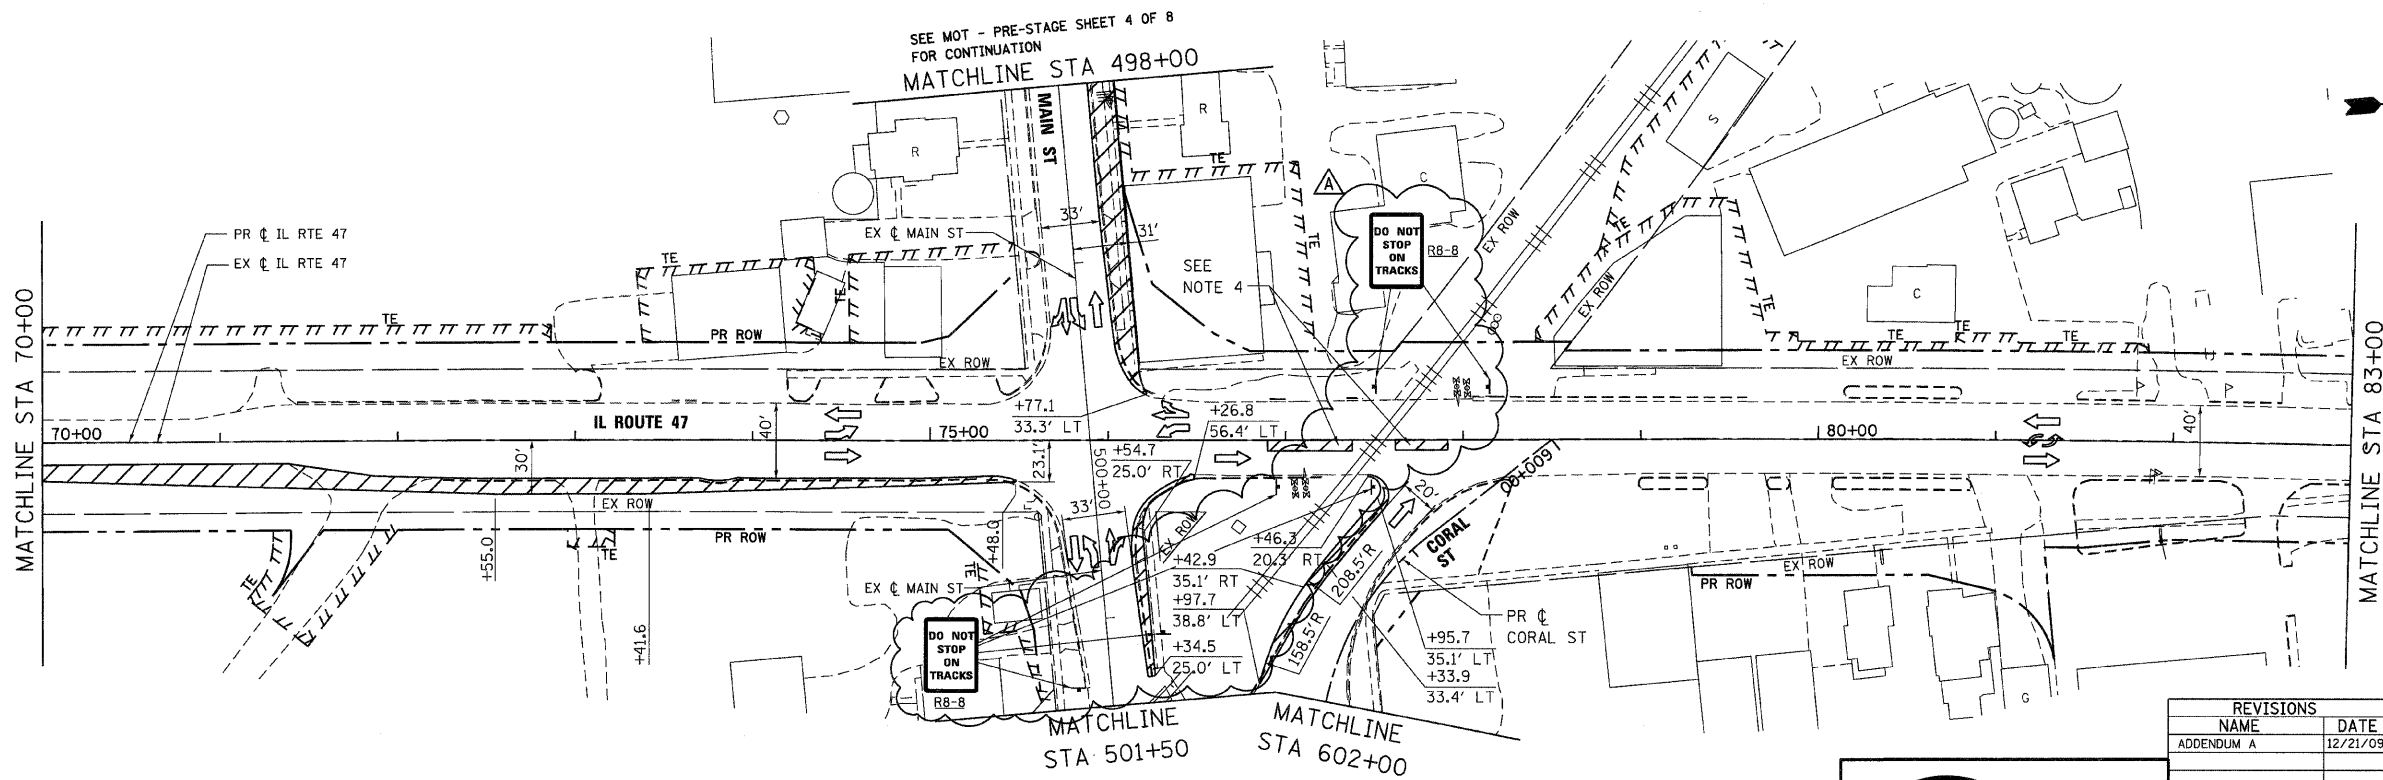 SEE MOT - PRE-STAGE SHEET 4 OF 8
FOR CONTINUATION
MATCHLINE STA 498+00
MAIN ST
R
R
TE
A
C
S
33'
31'
EX ROW
PR ℄ IL RTE 47
EX ℄ IL RTE 47
EX ℄ MAIN ST
DO NOT
STOP
ON
TRACKS
R8-8
SEE
NOTE 4
TE
TE
TE
TE
EX ROW
C
TE
MATCHLINE STA 70+00
TE
PR ROW
EX ROW
TE
TE
TE
EX ROW
MATCHLINE STA 83+00
+77.1
33.3' LT
+26.8
56.4' LT
IL ROUTE 47
70+00
75+00
80+00
40'
40'
30'
23.1'
500+00
+54.7
25.0' RT
600+00
EX ROW
33'
EX ROW
20'
CORAL
ST
PR ROW
TE
+55.0
+41.6
+48.0
TE
TE
+46.3
20.3' RT
+42.9
35.1' RT
208.5'R
158.5'R
EX ROW
PR ROW
EX ℄ MAIN ST
+97.7
38.8' LT
+34.5
25.0' LT
PR ℄
CORAL ST
+95.7
35.1' LT
+33.9
33.4' LT
DO NOT
STOP
ON
TRACKS
R8-8
G
MATCHLINE
STA 501+50
MATCHLINE
STA 602+00
REVISIONS
NAME DATE
ADDENDUM A 12/21/09